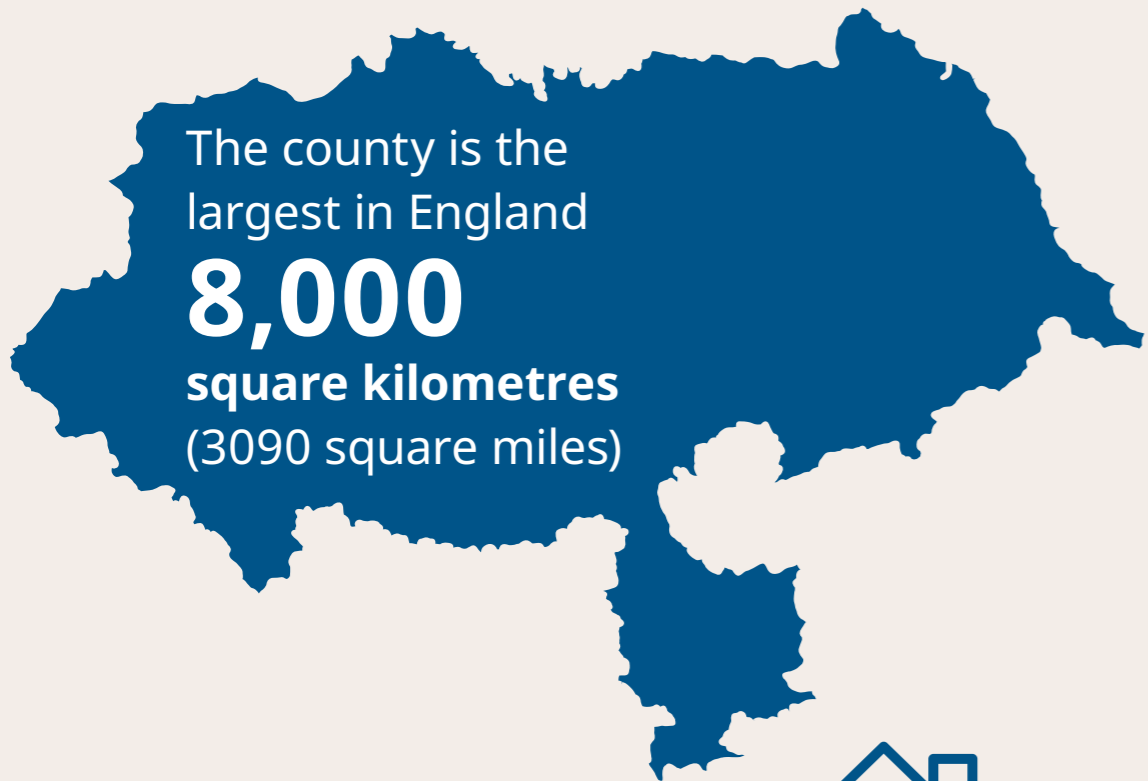 The county is the
largest in England
8,000
square kilometres
(3090 square miles)